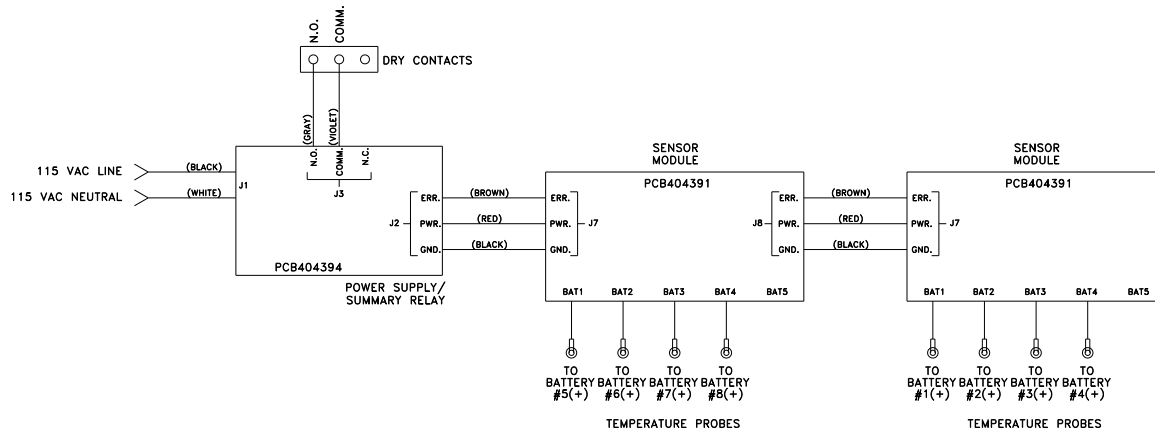 N.O.
COMM.
DRY CONTACTS
(GRAY)
(VIOLET)
115 VAC LINE
(BLACK)
115 VAC NEUTRAL
(WHITE)
J1
N.O.
COMM.
N.C.
J3
J2
ERR.
PWR.
GND.
PCB404394
POWER SUPPLY/
SUMMARY RELAY
(BROWN)
(RED)
(BLACK)
SENSOR
MODULE
PCB404391
ERR.
PWR.
GND.
J7
J8
ERR.
PWR.
GND.
BAT1 BAT2 BAT3 BAT4 BAT5
TO TO TO TO
BATTERY BATTERY BATTERY BATTERY
#5(+) #6(+) #7(+) #8(+)
TEMPERATURE PROBES
(BROWN)
(RED)
(BLACK)
SENSOR
MODULE
PCB404391
ERR.
PWR.
GND.
J7
BAT1 BAT2 BAT3 BAT4 BAT5
TO TO TO TO
BATTERY BATTERY BATTERY BATTERY
#1(+) #2(+) #3(+) #4(+)
TEMPERATURE PROBES